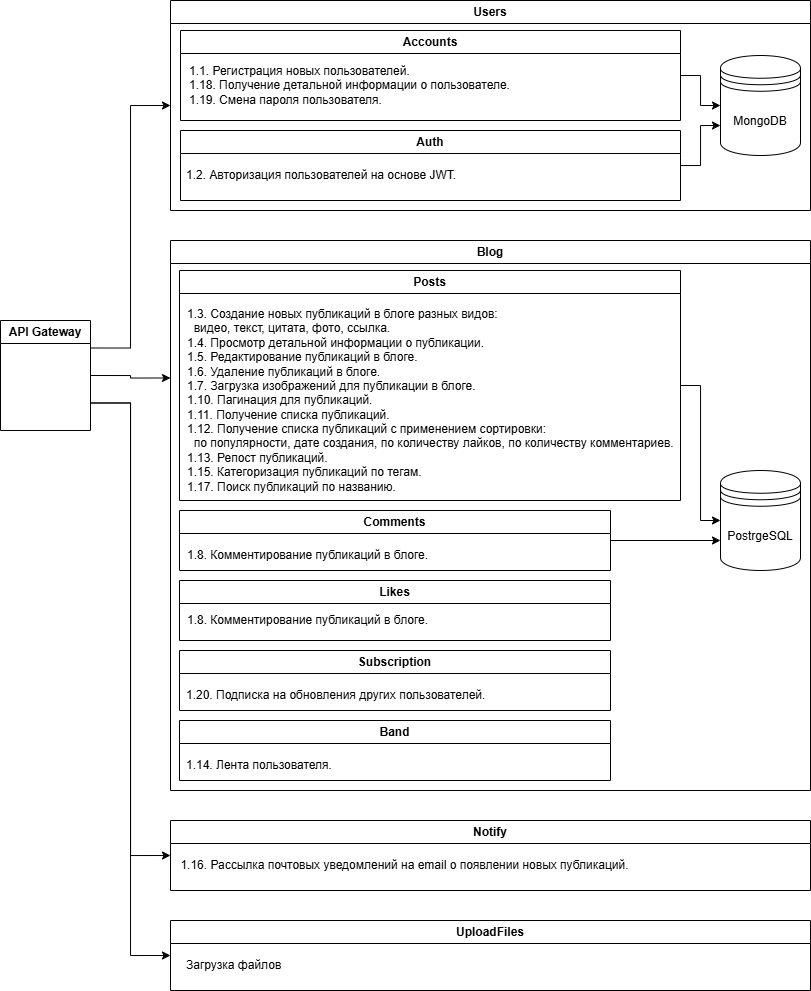 Users
Accounts
1.1. Регистрация новых пользователей.
1.18. Получение детальной информации о пользователе.
1.19. Смена пароля пользователя.
MongoDB
Auth
1.2. Авторизация пользователей на основе JWT.
Blog
Posts
1.3. Создание новых публикаций в блоге разных видов:
видео, текст, цитата, фото, ссылка.
1.4. Просмотр детальной информации о публикации.
1.5. Редактирование публикаций в блоге.
1.6. Удаление публикаций в блоге.
1.7. Загрузка изображений для публикации в блоге.
1.10. Пагинация для публикаций.
1.11. Получение списка публикаций.
1.12. Получение списка публикаций с применением сортировки:
по популярности, дате создания, по количеству лайков, по количеству комментариев.
1.13. Репост публикаций.
1.15. Категоризация публикаций по тегам.
1.17. Поиск публикаций по названию.
API Gateway
PostrgeSQL
Comments
1.8. Комментирование публикаций в блоге.
Likes
1.8. Комментирование публикаций в блоге.
Subscription
1.20. Подписка на обновления других пользователей.
Band
1.14. Лента пользователя.
Notify
1.16. Рассылка почтовых уведомлений на email о появлении новых публикаций.
UploadFiles
Загрузка файлов